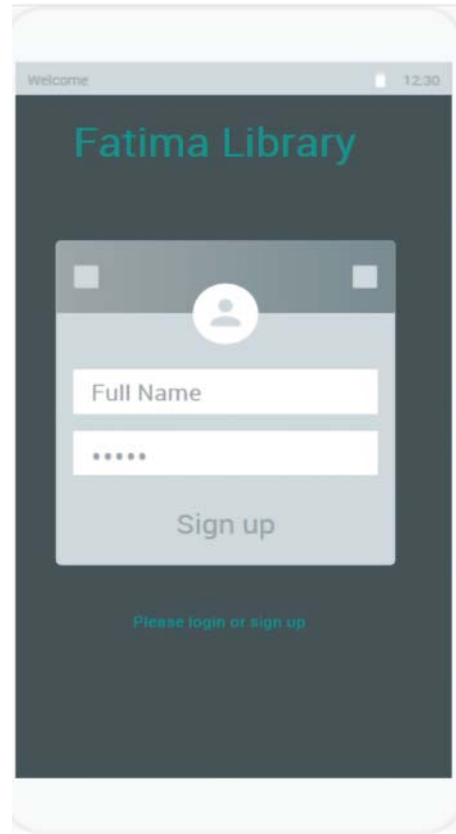 Welcome 12:30
Fatima Library
Full Name
•••••
Sign up
Please login or sign up